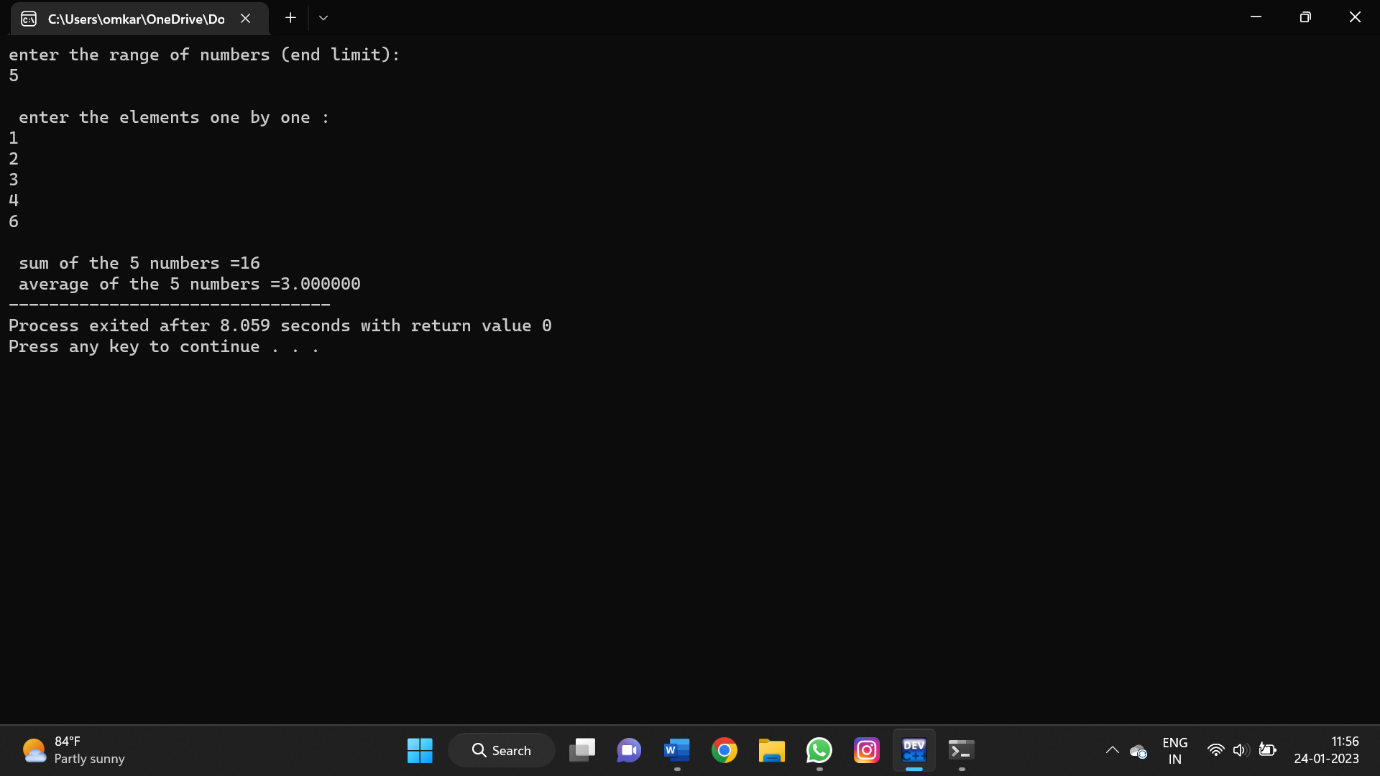 C:\Users\omkar\OneDrive\Do
enter the range of numbers (end limit):
5
enter the elements one by one :
1
2
3
4
6
sum of the 5 numbers =16
average of the 5 numbers =3.000000
--------------------------------
Process exited after 8.059 seconds with return value 0
Press any key to continue . . .
84°F
Partly sunny
Search
W
DEV
C++
ENG
IN
11:56
24-01-2023